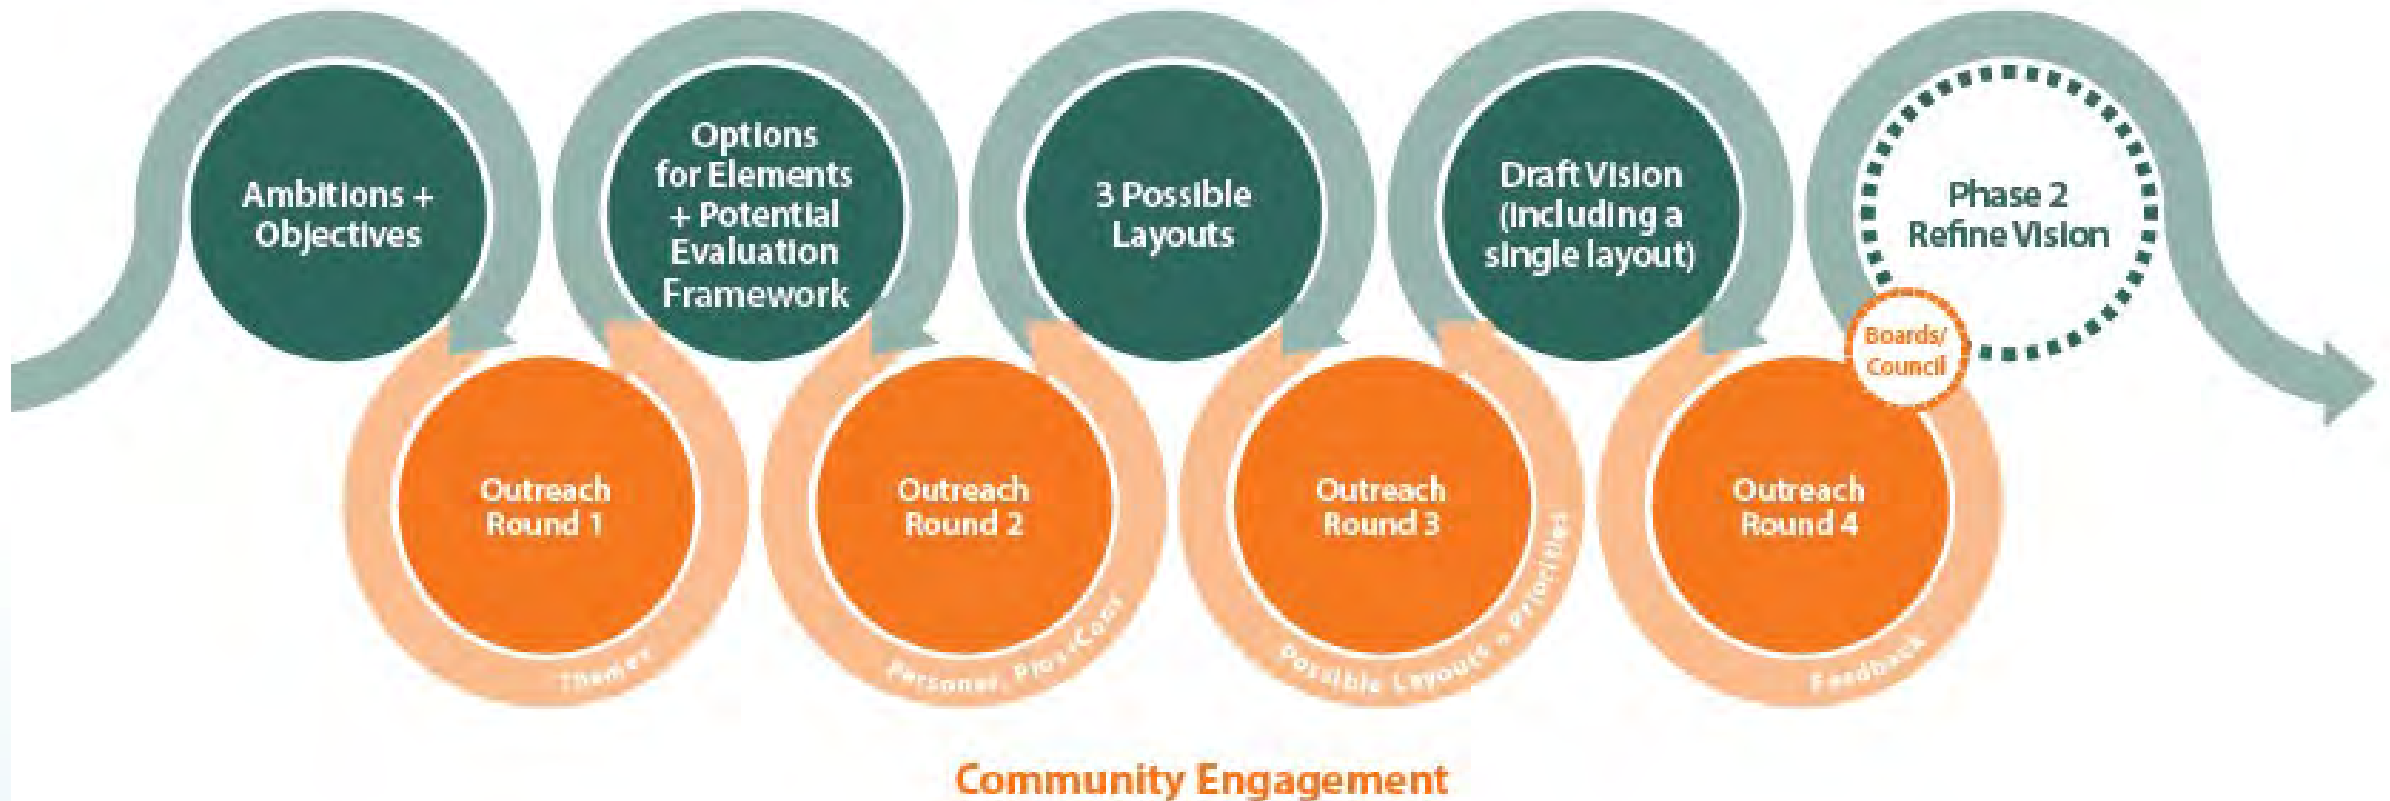 Ambitions +
Objectives
Options
for Elements
+ Potential
Evaluation
Framework
3 Possible
Layouts
Draft Vision
(including a
single layout)
Phase 2
Refine Vision
Boards/
Council
Outreach
Round 1
Themes
Outreach
Round 2
Pros+Cons
Outreach
Round 3
Possible Layouts + Priorities
Outreach
Round 4
Feedback
Community Engagement